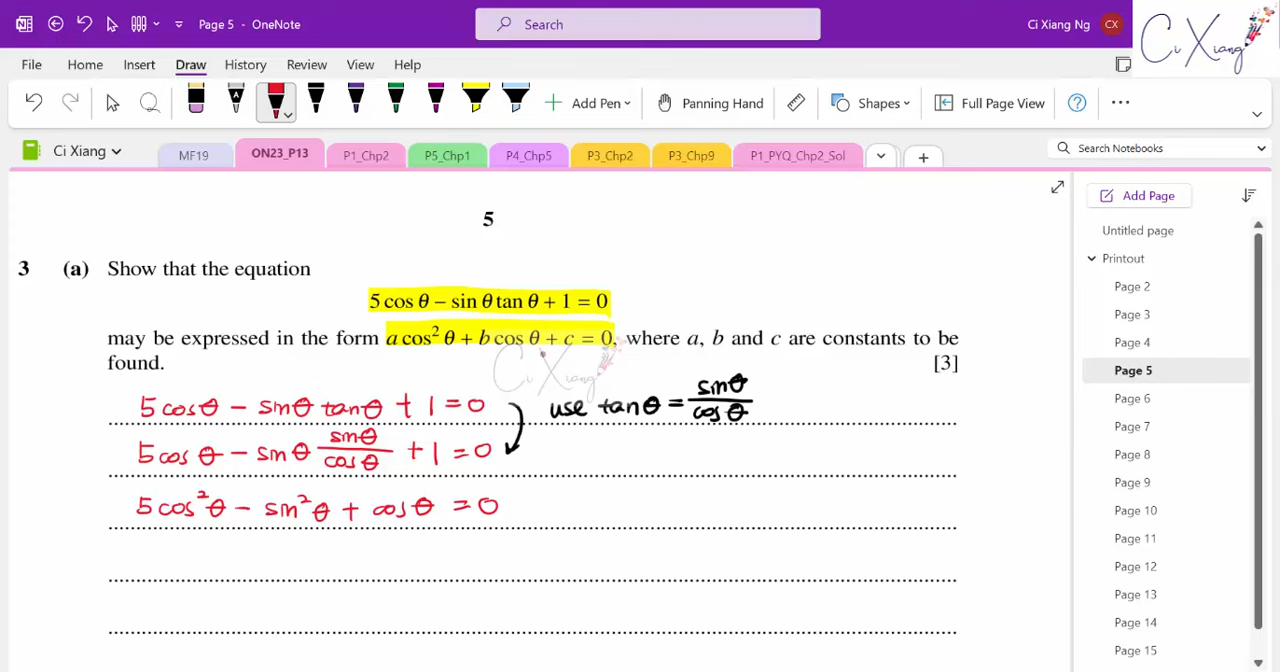 Page 5 - OneNote
Search
Ci Xiang Ng
CX
Ci Xiang
File Home Insert Draw History Review View Help
A
Add Pen
Panning Hand
Shapes
Full Page View
?
Ci Xiang
MF19
ON23_P13
P1_Chp2
P5_Chp1
P4_Chp5
P3_Chp2
P3_Chp9
P1_PYQ_Chp2_Sol
Search Notebooks
Add Page
Untitled page
Printout
Page 2
Page 3
Page 4
Page 5
Page 6
Page 7
Page 8
Page 9
Page 10
Page 11
Page 12
Page 13
Page 14
Page 15
5
3 (a) Show that the equation
5 cos θ − sin θ tan θ + 1 = 0
may be expressed in the form a cos² θ + b cos θ + c = 0, where a, b and c are constants to be
found. [3]
Ci Xiang
5 cos θ − sin θ tan θ + 1 = 0 use tan θ = sin θ / cos θ
5 cos θ − sin θ sin θ / cos θ + 1 = 0
5 cos² θ − sin² θ + cos θ = 0